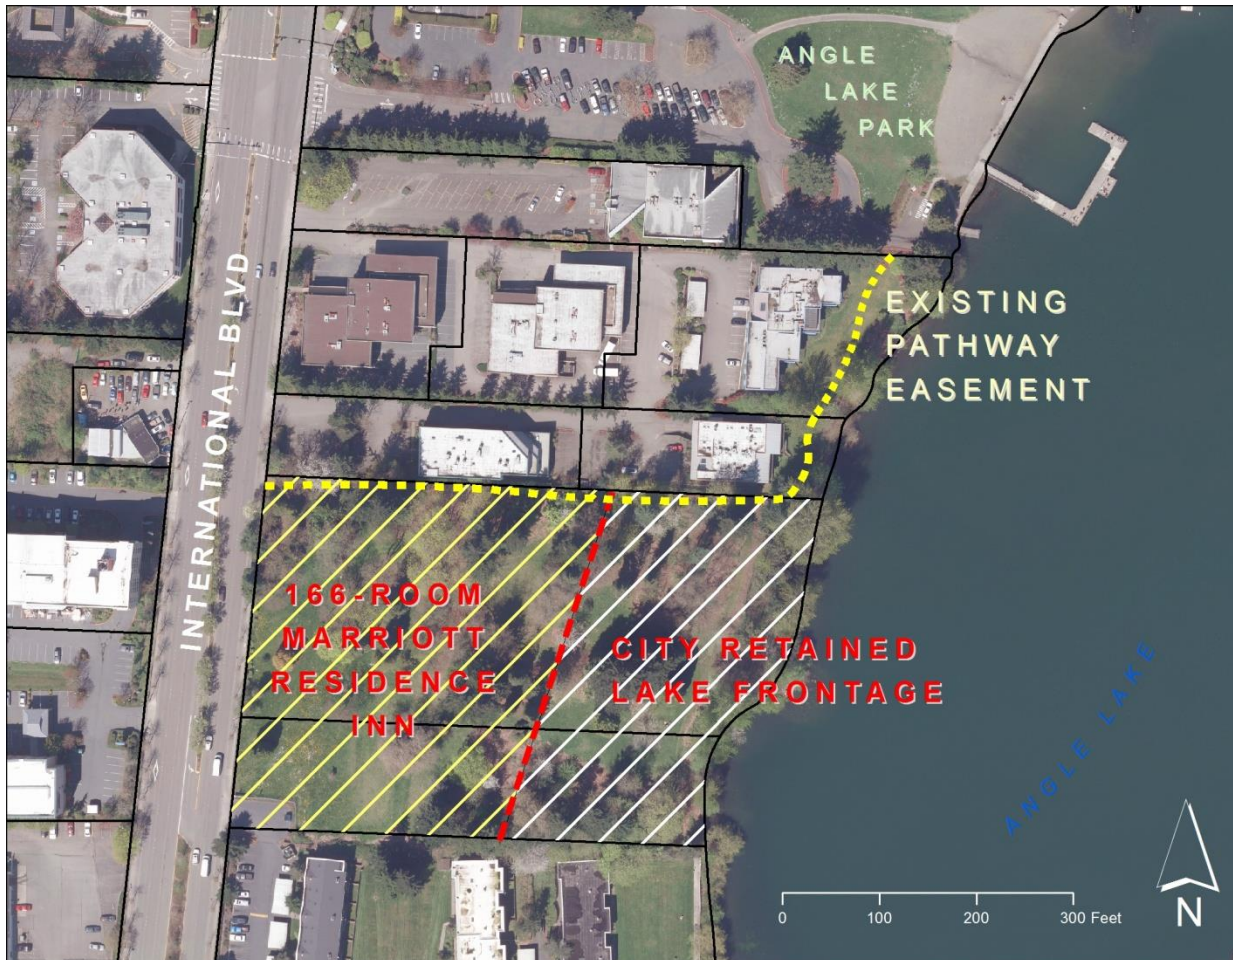 ANGLE
LAKE
PARK
EXISTING
PATHWAY
EASEMENT
INTERNATIONAL BLVD
166-ROOM
MARRIOTT
RESIDENCE
INN
CITY RETAINED
LAKE FRONTAGE
ANGLE LAKE
N
0 100 200 300 Feet